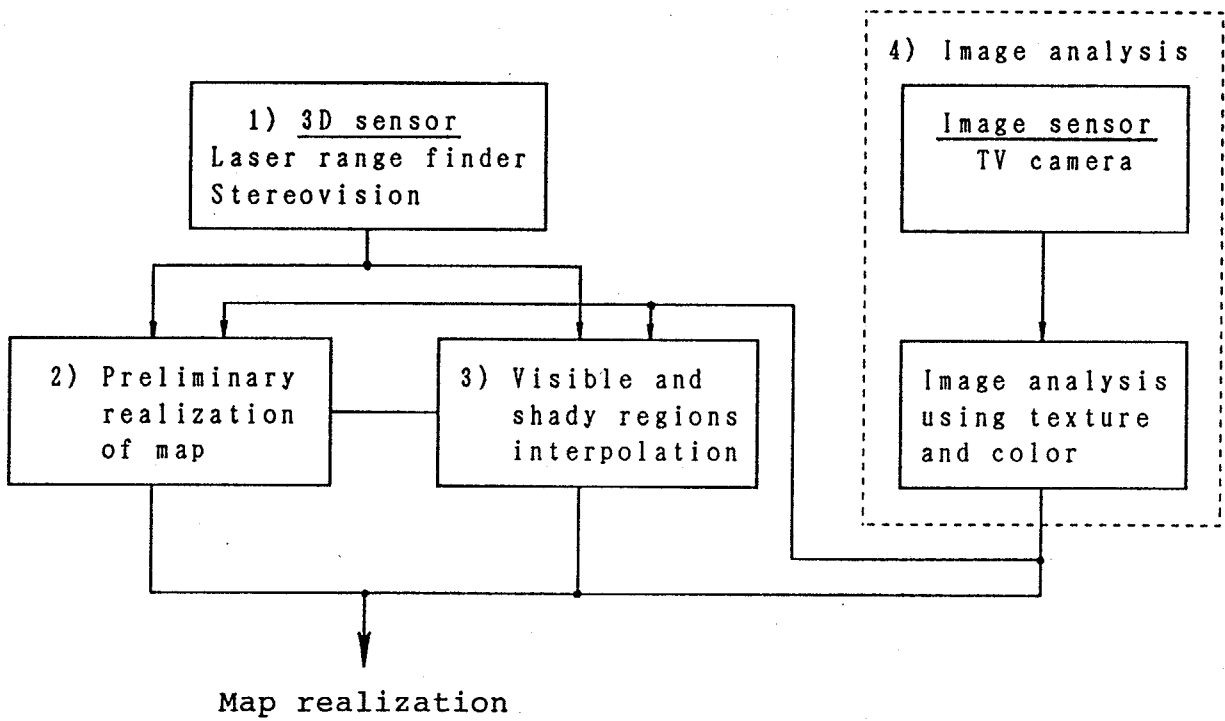 1) 3D sensor
Laser range finder
Stereovision
4) Image analysis
Image sensor
TV camera
2) Preliminary
realization
of map
3) Visible and
shady regions
interpolation
Image analysis
using texture
and color
Map realization